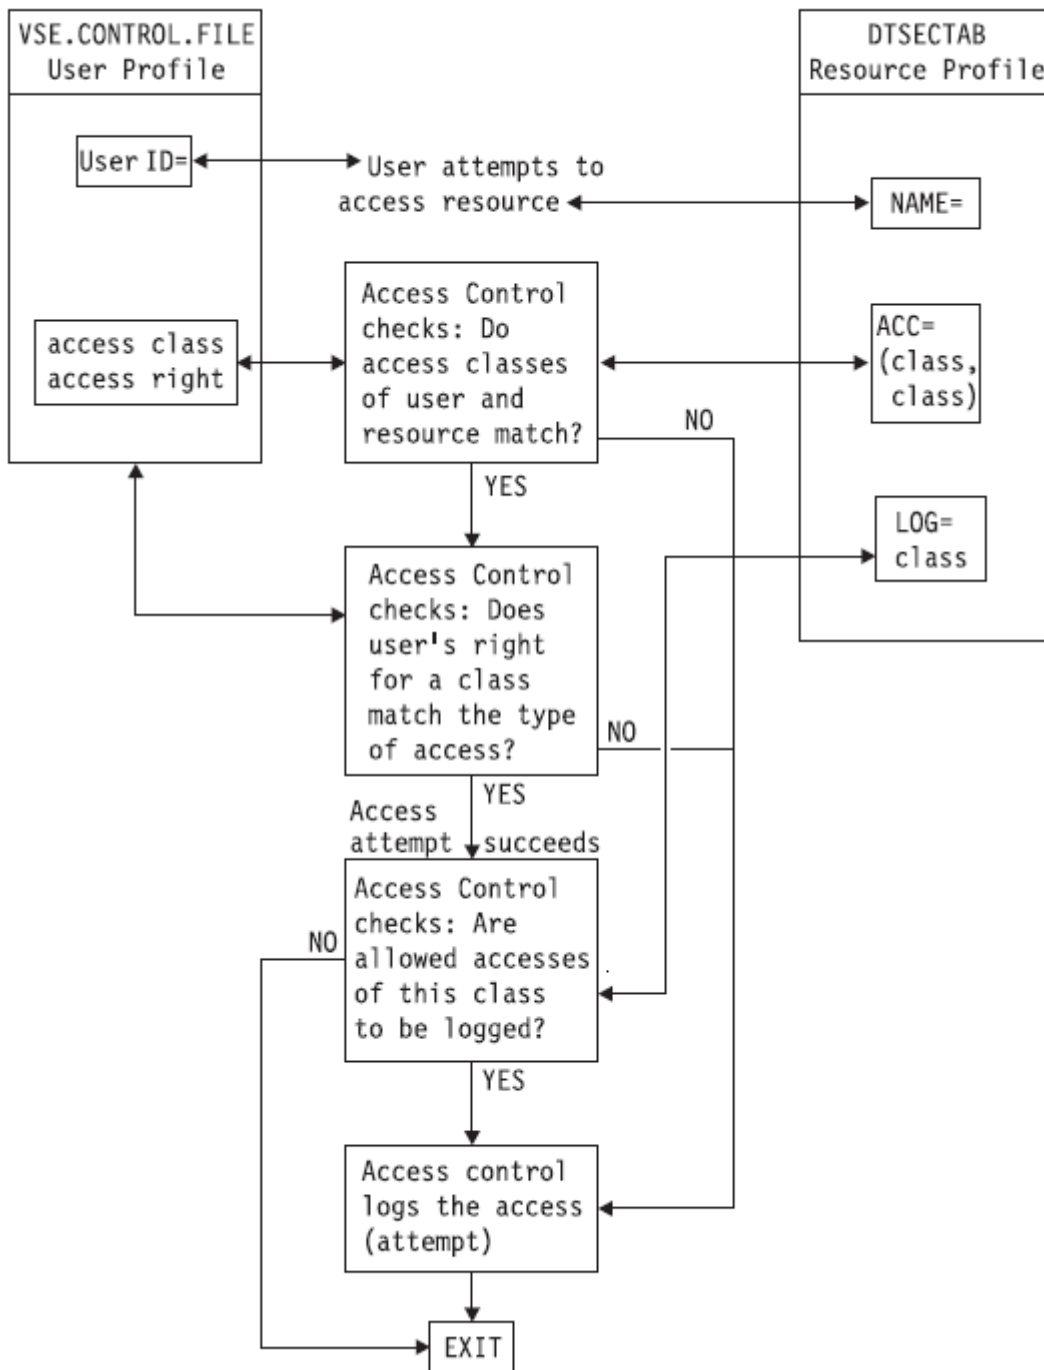 VSE.CONTROL.FILE
User Profile
DTSECTAB
Resource Profile
User ID=
User attempts to
access resource
NAME=
access class
access right
Access Control
checks: Do
access classes
of user and
resource match?
ACC=
(class,
class)
NO
YES
LOG=
class
Access Control
checks: Does
user's right
for a class
match the type
of access?
NO
YES
Access
attempt succeeds
Access Control
checks: Are
allowed accesses
of this class
to be logged?
NO
YES
Access control
logs the access
(attempt)
EXIT